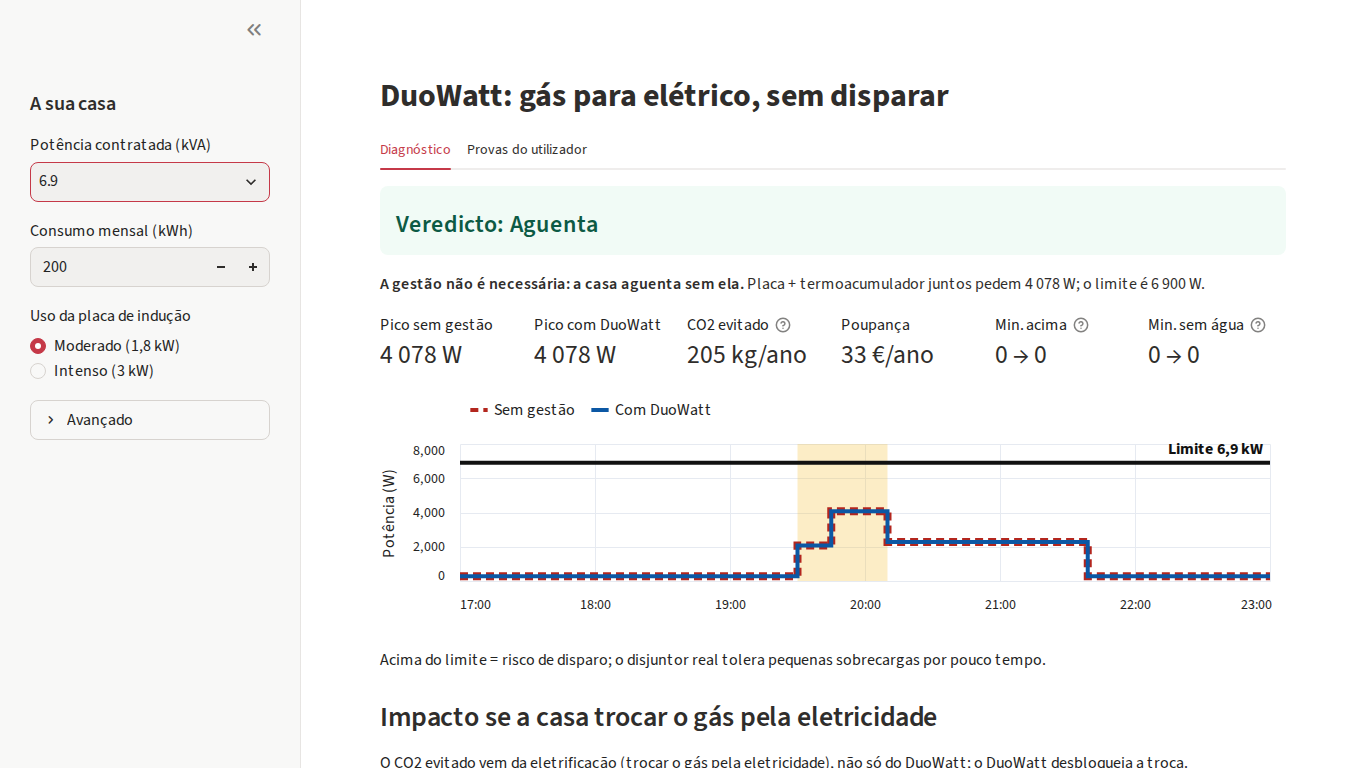 A sua casa
Potência contratada (kVA)
6.9
Consumo mensal (kWh)
200
Uso da placa de indução
Moderado (1,8 kW)
Intenso (3 kW)
Avançado
DuoWatt: gás para elétrico, sem disparar
Diagnóstico Provas do utilizador
Veredicto: Aguenta
A gestão não é necessária: a casa aguenta sem ela. Placa + termoacumulador juntos pedem 4 078 W; o limite é 6 900 W.
Pico sem gestão Pico com DuoWatt CO2 evitado Poupança Min. acima Min. sem água
4 078 W 4 078 W 205 kg/ano 33 €/ano 0 → 0 0 → 0
Sem gestão Com DuoWatt
Limite 6,9 kW
Potência (W)
8,000
6,000
4,000
2,000
0
17:00 18:00 19:00 20:00 21:00 22:00 23:00
Acima do limite = risco de disparo; o disjuntor real tolera pequenas sobrecargas por pouco tempo.
Impacto se a casa trocar o gás pela eletricidade
O CO2 evitado vem da eletrificação (trocar o gás pela eletricidade), não só do DuoWatt; o DuoWatt desbloqueia a troca.